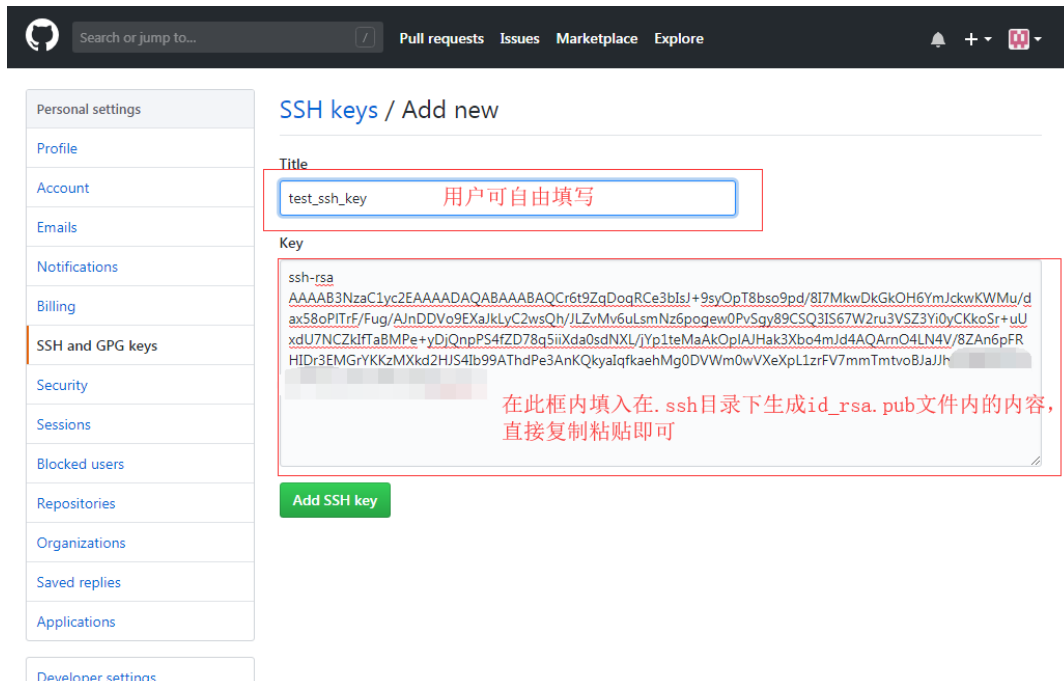 Search or jump to...
/
Pull requests Issues Marketplace Explore
Personal settings
Profile
Account
Emails
Notifications
Billing
SSH and GPG keys
Security
Sessions
Blocked users
Repositories
Organizations
Saved replies
Applications
Developer settings
SSH keys / Add new
Title
test_ssh_key
用户可自由填写
Key
ssh-rsa
AAAAB3NzaC1yc2EAAAADAQABAAABAQCr6t9ZqDoqRCe3bIsJ+9syOpT8bso9pd/8I7MkwDkGkOH6YmJckwKWMu/d
ax58oPlTrF/Fug/AJnDDVo9EXaJkLyC2wsQh/JLZvMv6uLsmNz6pogew0PvSgy89CSQ3IS67W2ru3VSZ3Yi0yCKkoSr+uU
xdU7NCZkIfTaBMPe+yDjQnpPS4fZD78q5iiXda0sdNXL/jYp1teMaAkOpIAJHak3Xbo4mJd4AQArnO4LN4V/8ZAn6pFR
HIDr3EMGrYKKzMXkd2HJS4Ib99AThdPe3AnKQkyaIqfkaehMg0DVWm0wVXeXpL1zrFV7mmTmtvoBJaJJh
在此框内填入在.ssh目录下生成id_rsa.pub文件内的内容，
直接复制粘贴即可
Add SSH key